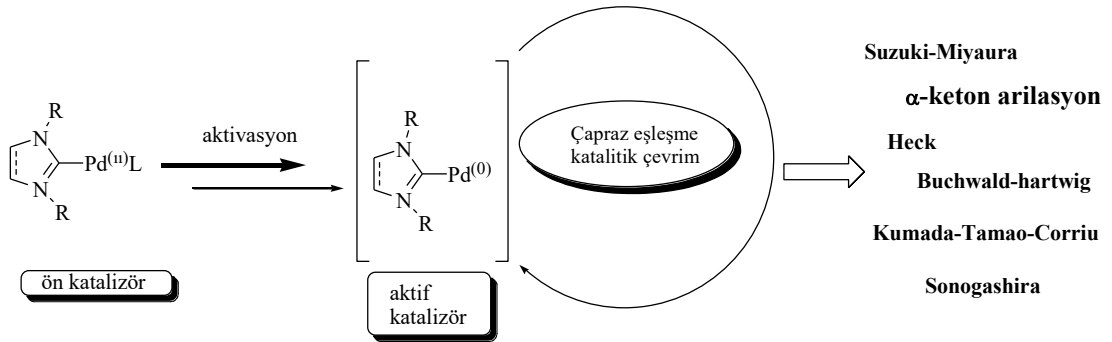 R
N
Pd(II)L
N
R
ön katalizör
aktivasyon
R
N
Pd(0)
N
R
aktif
katalizör
Çapraz eşleşme
katalitik çevrim
Suzuki-Miyaura
α-keton arilasyon
Heck
Buchwald-hartwig
Kumada-Tamao-Corriu
Sonogashira